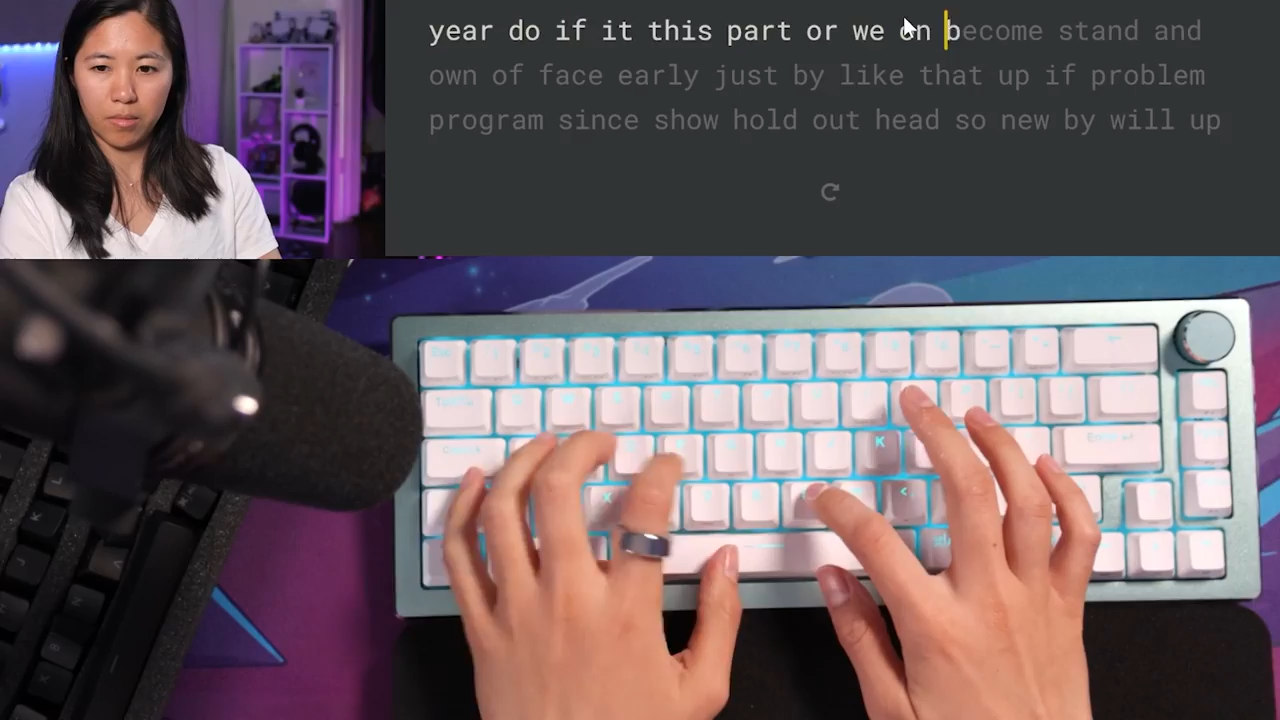 year do if it this part or we on become stand and
own of face early just by like that up if problem
program since show hold out head so new by will up
K
X
<